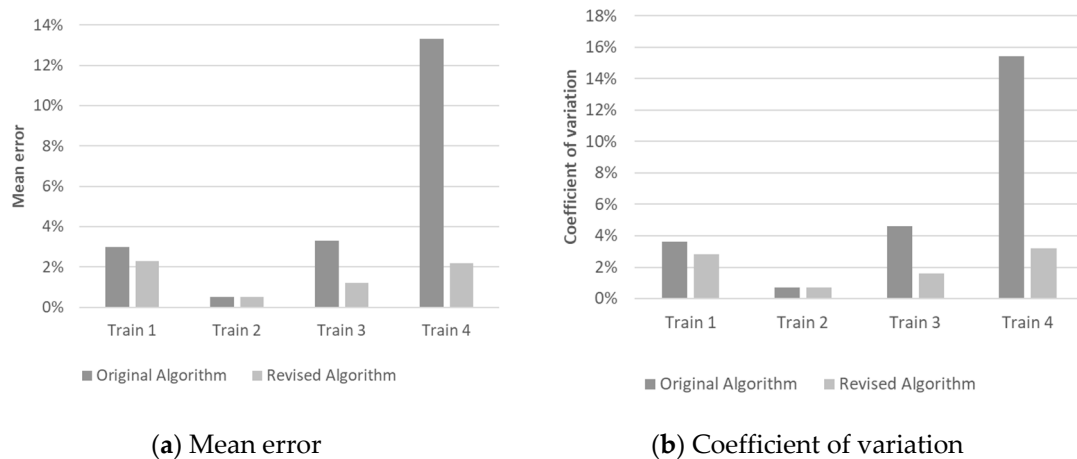 14%
12%
10%
8%
6%
4%
2%
0%
Mean error
Train 1 Train 2 Train 3 Train 4
Original Algorithm Revised Algorithm
(a) Mean error
18%
16%
14%
12%
10%
8%
6%
4%
2%
0%
Coefficient of variation
Train 1 Train 2 Train 3 Train 4
Original Algorithm Revised Algorithm
(b) Coefficient of variation